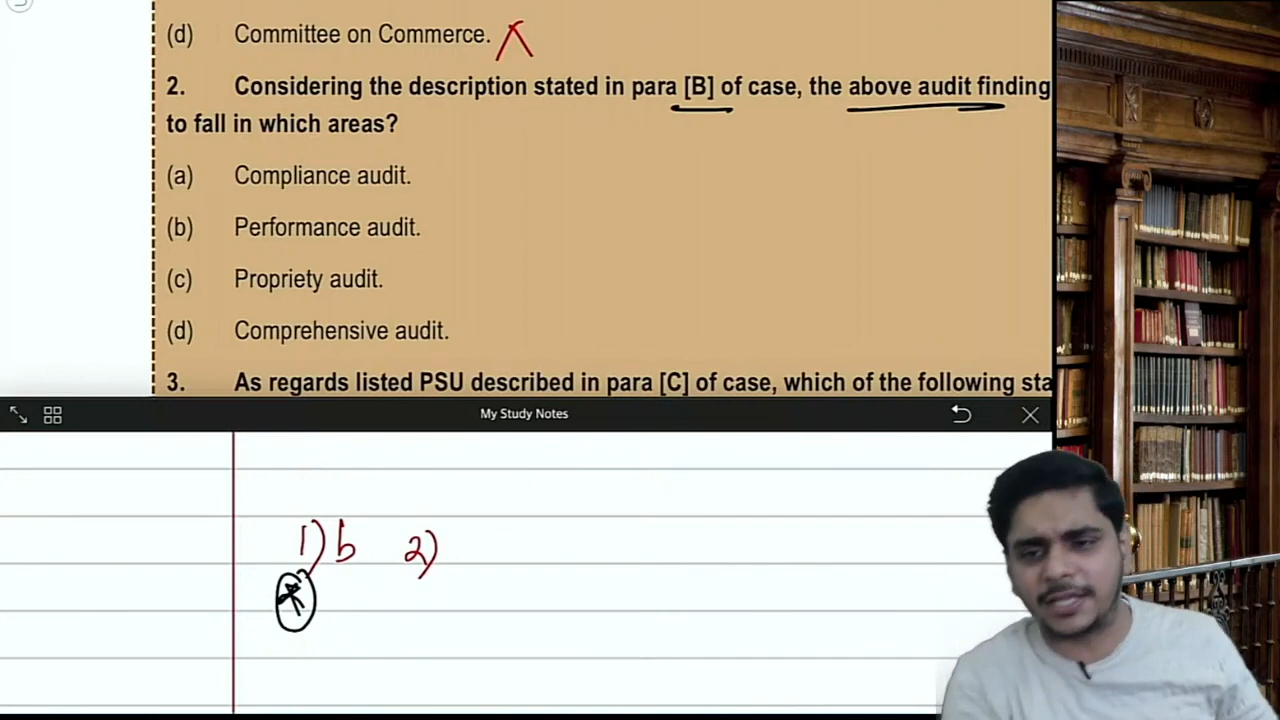 (d) Committee on Commerce.
2. Considering the description stated in para [B] of case, the above audit finding
to fall in which areas?
(a) Compliance audit.
(b) Performance audit.
(c) Propriety audit.
(d) Comprehensive audit.
3. As regards listed PSU described in para [C] of case, which of the following sta
My Study Notes
1) b 2)